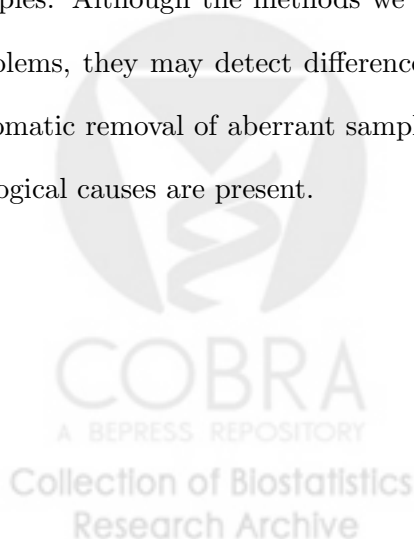 ples. Although the methods we
blems, they may detect difference
omatic removal of aberrant sampl
ogical causes are present.
COBRA
A BEPRESS REPOSITORY
Collection of Biostatistics
Research Archive